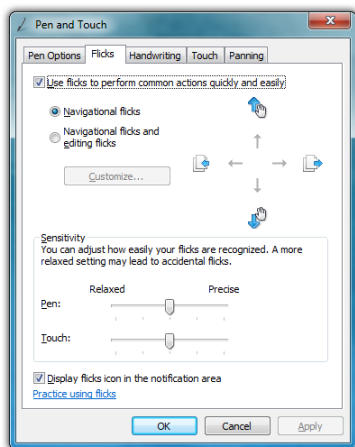 Pen and Touch
Pen Options Flicks Handwriting Touch Panning
Use flicks to perform common actions quickly and easily
Navigational flicks
Navigational flicks and
editing flicks
Customize...
Sensitivity
You can adjust how easily your flicks are recognized. A more
relaxed setting may lead to accidental flicks.
Relaxed Precise
Pen:
Touch:
Display flicks icon in the notification area
Practice using flicks
OK Cancel Apply